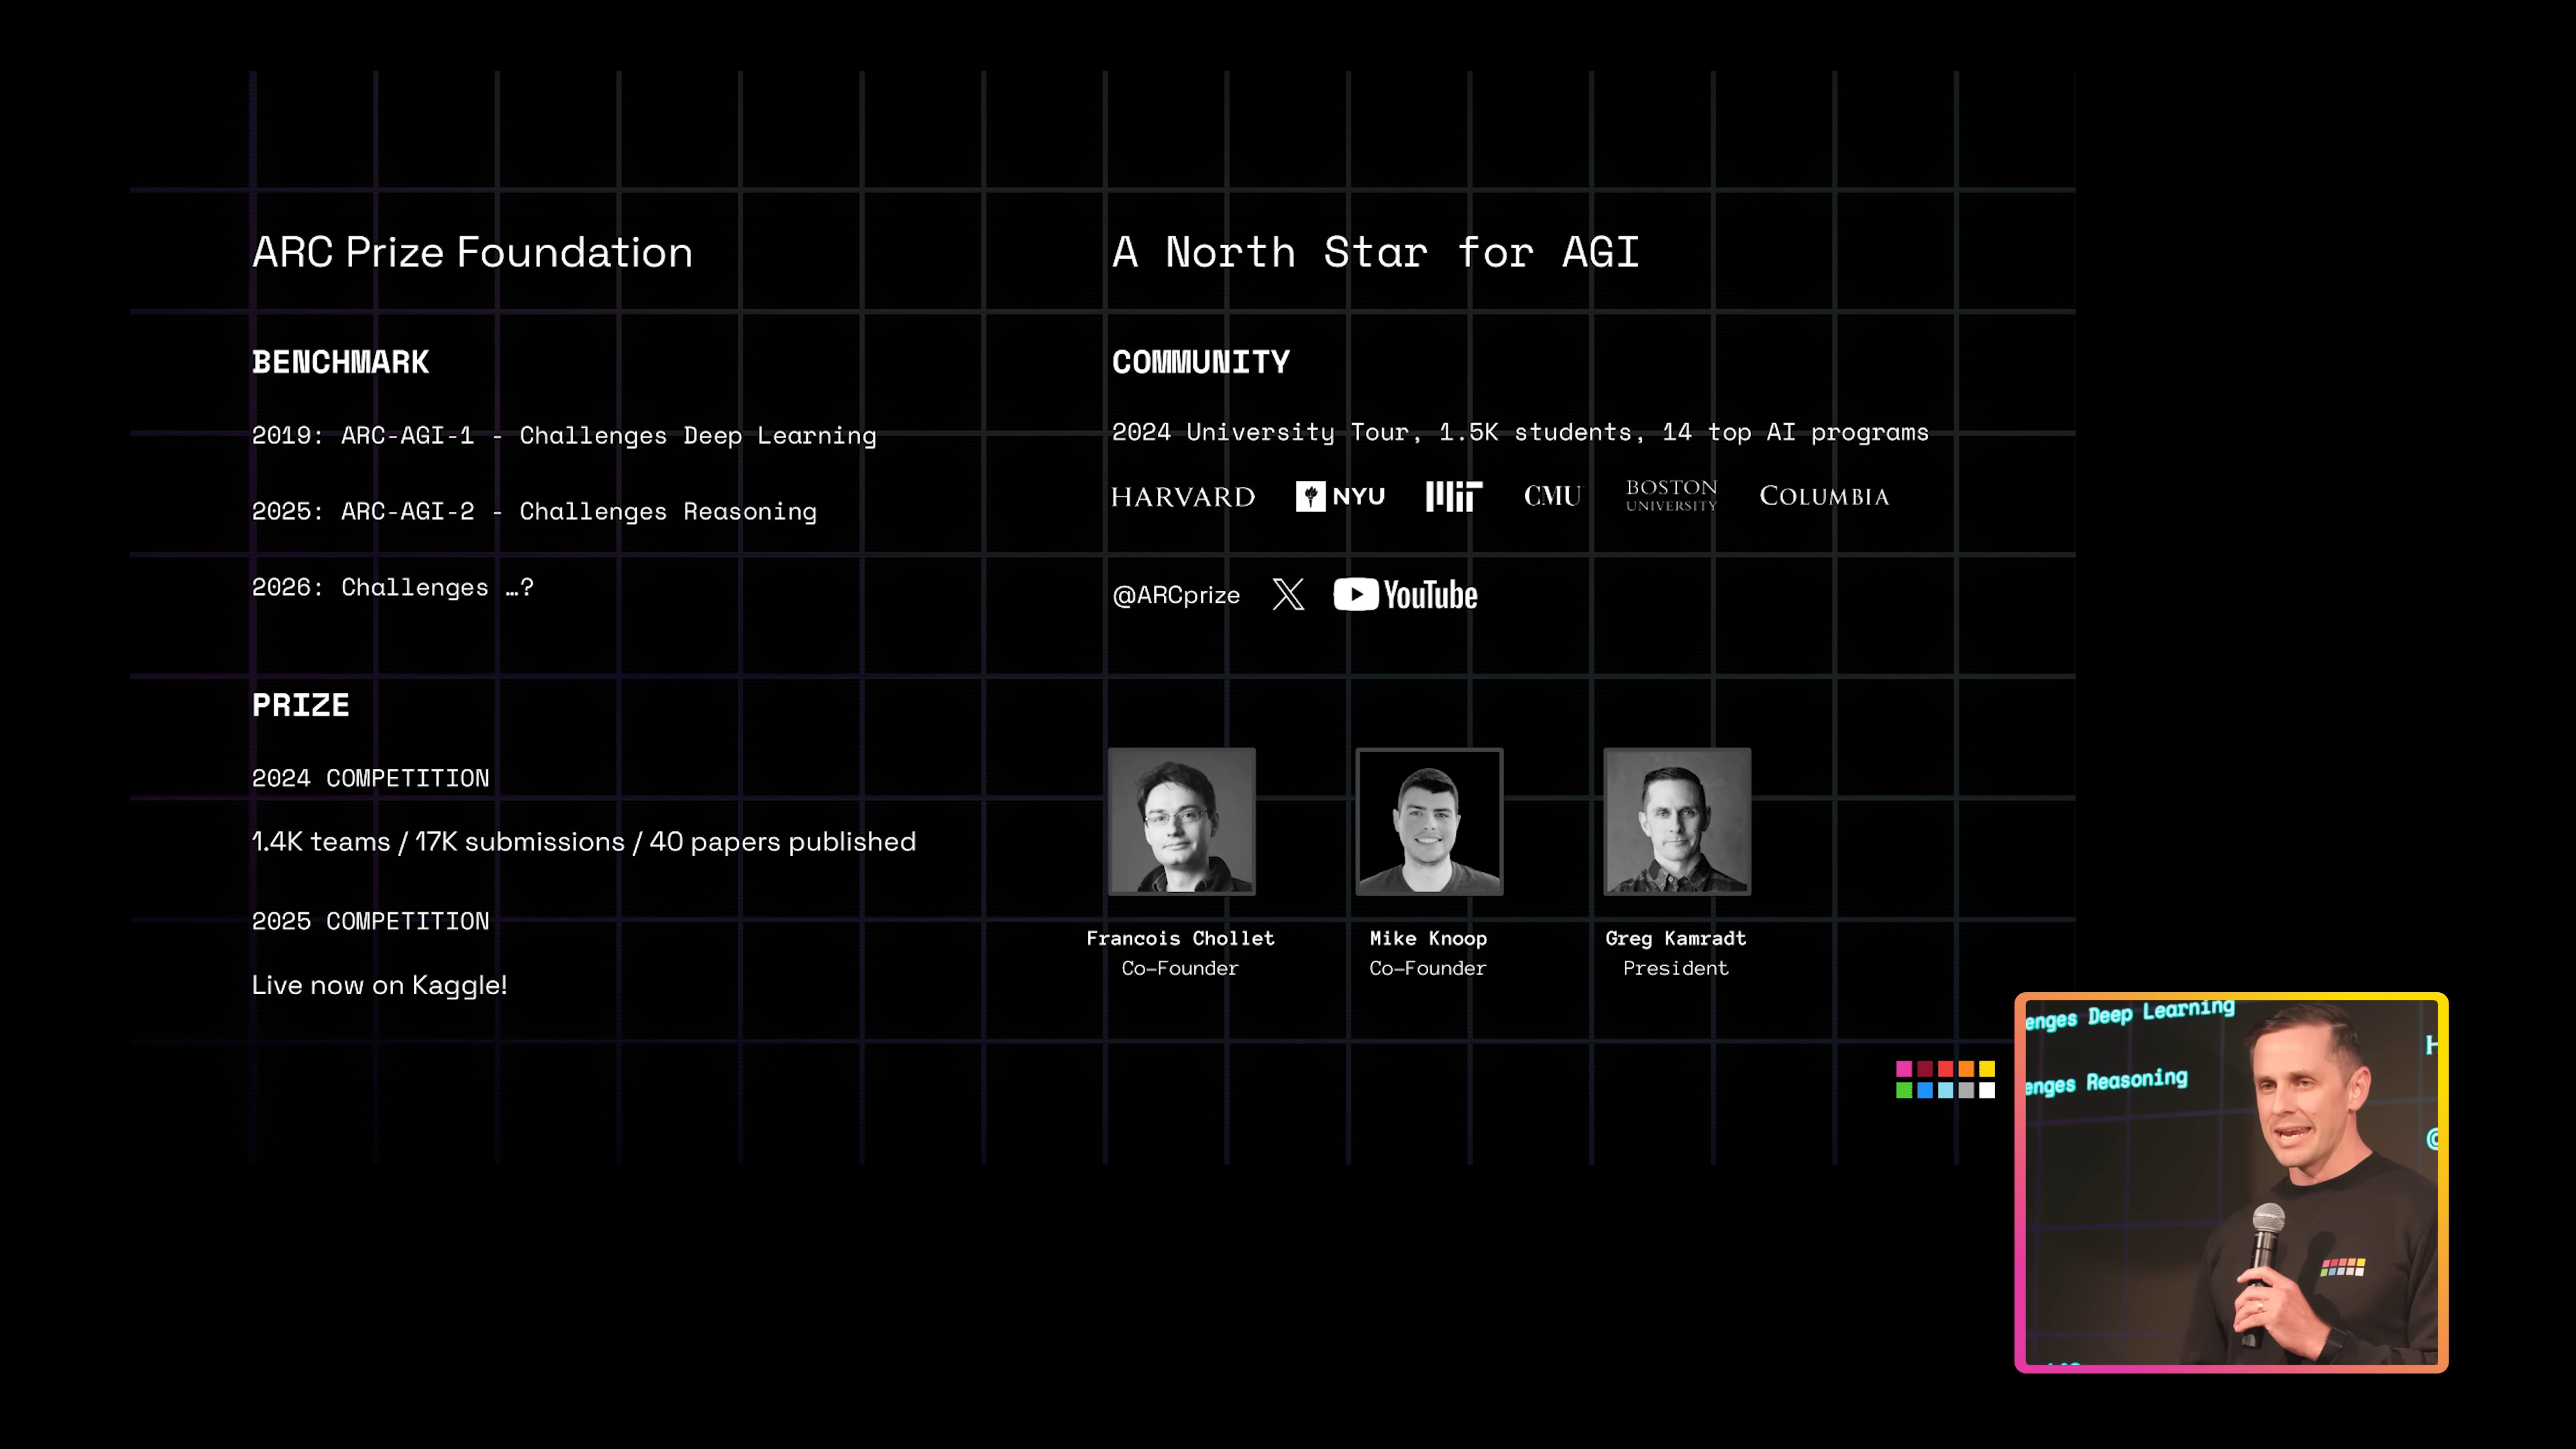 ARC Prize Foundation
A North Star for AGI
BENCHMARK
2019: ARC-AGI-1 - Challenges Deep Learning
2025: ARC-AGI-2 - Challenges Reasoning
2026: Challenges …?
PRIZE
2024 COMPETITION
1.4K teams / 17K submissions / 40 papers published
2025 COMPETITION
Live now on Kaggle!
COMMUNITY
2024 University Tour, 1.5K students, 14 top AI programs
HARVARD NYU MIT CMU BOSTON UNIVERSITY COLUMBIA
@ARCprize X YouTube
Francois Chollet
Co-Founder
Mike Knoop
Co-Founder
Greg Kamradt
President
enges Deep Learning
enges Reasoning